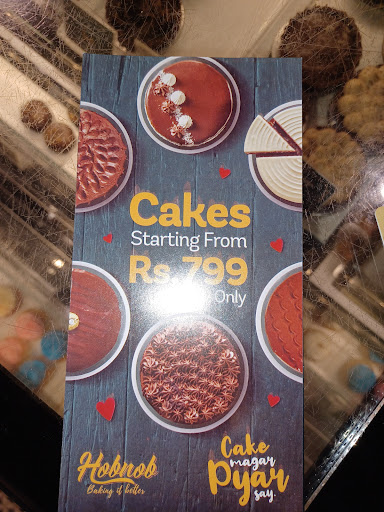 Cakes
Starting From
Rs.799
Only
Hobnob
Baking it better
Cake
magar
Pyar
say.